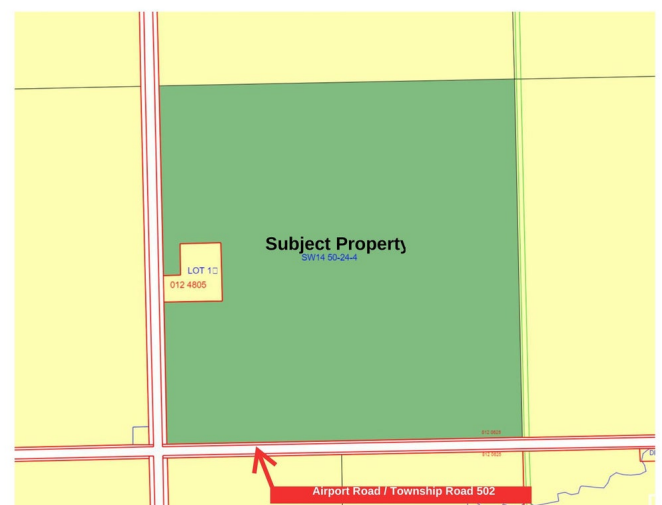 Subject Property
SW14 50-24-4
LOT 1
012 4805
Airport Road / Township Road 502